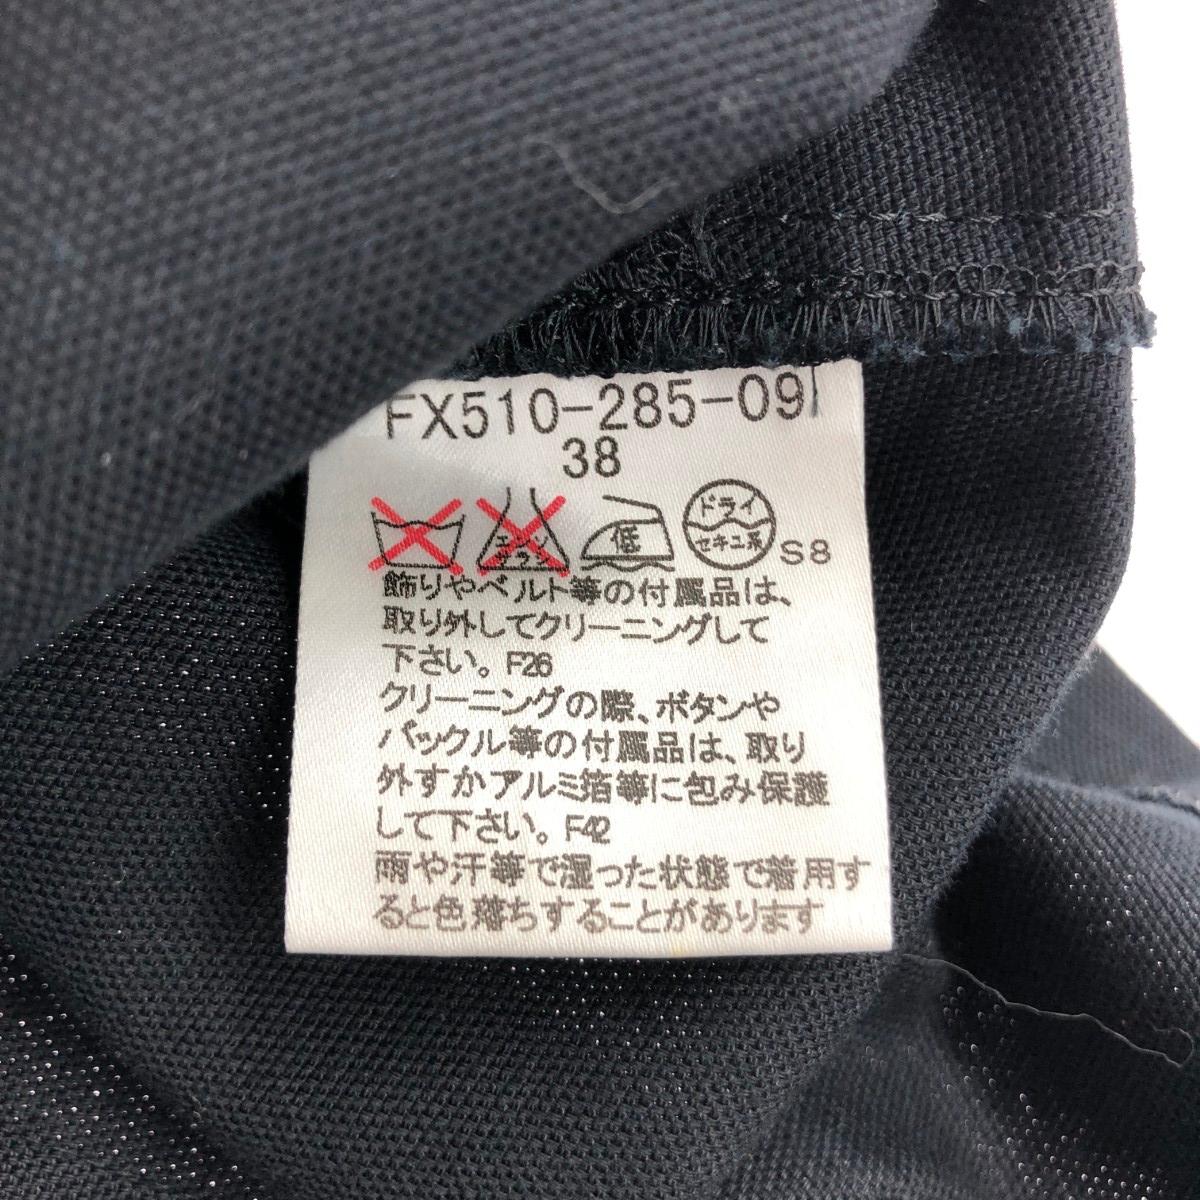 FX510-285-09
38
エンソ
サラシ
低
ドライ
セキユ系
S8
飾りやベルト等の付属品は、
取り外してクリーニングして
下さい。F26
クリーニングの際、ボタンや
バックル等の付属品は、取り
外すかアルミ箔等に包み保護
して下さい。F42
雨や汗等で湿った状態で着用す
ると色落ちすることがあります